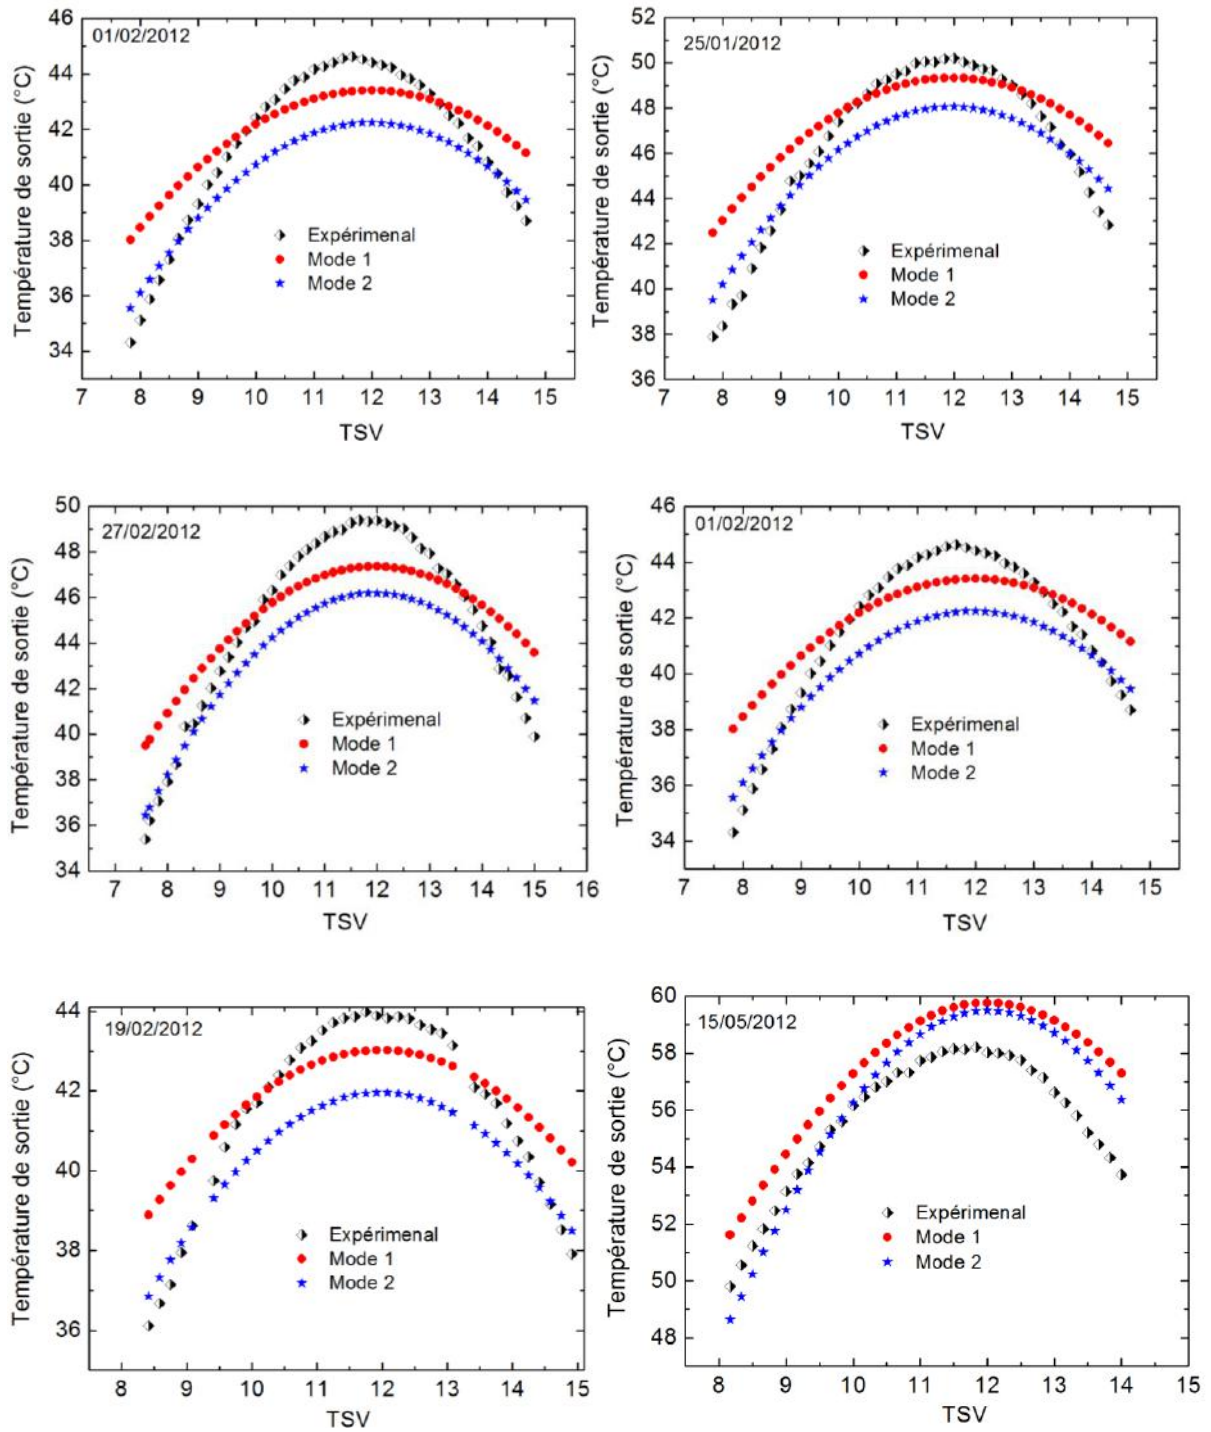 01/02/2012
Température de sortie (°C)
46
44
42
40
38
36
34
Expérimenal
Mode 1
Mode 2
7 8 9 10 11 12 13 14 15
TSV
25/01/2012
Température de sortie (°C)
52
50
48
46
44
42
40
38
36
Expérimenal
Mode 1
Mode 2
7 8 9 10 11 12 13 14 15
TSV
27/02/2012
Température de sortie (°C)
50
48
46
44
42
40
38
36
34
Expérimenal
Mode 1
Mode 2
7 8 9 10 11 12 13 14 15 16
TSV
01/02/2012
Température de sortie (°C)
46
44
42
40
38
36
34
Expérimenal
Mode 1
Mode 2
7 8 9 10 11 12 13 14 15
TSV
19/02/2012
Température de sortie (°C)
44
42
40
38
36
Expérimenal
Mode 1
Mode 2
8 9 10 11 12 13 14 15
TSV
15/05/2012
Température de sortie (°C)
60
58
56
54
52
50
48
Expérimenal
Mode 1
Mode 2
8 9 10 11 12 13 14 15
TSV